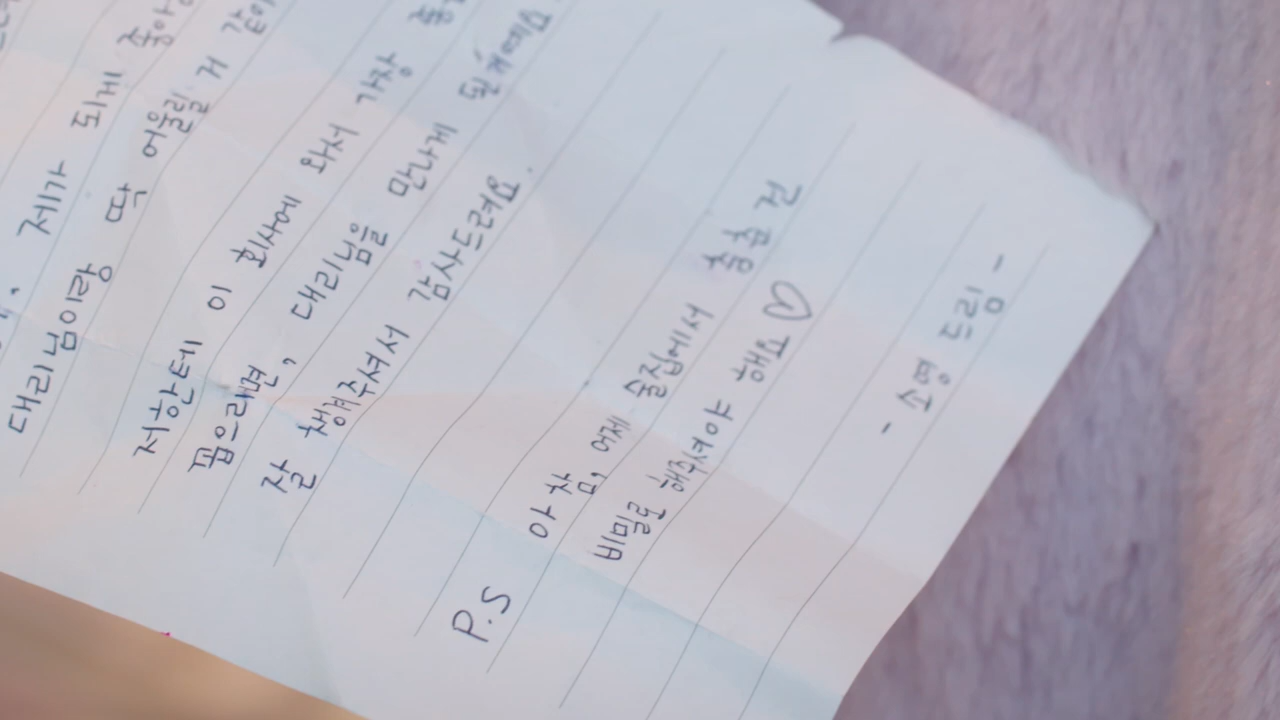 제가 되게
대리님이랑 딱 어울릴 거 같아
저한테 이 회사에 와서 가장
꼽으라면, 대리님을 만나게 된
잘 챙겨주셔서 감사드려요.
P.S 아 참, 어제 술집에서 춤춘 건
비밀로 해주셔야 해요 ♡
- 소영 드림 -